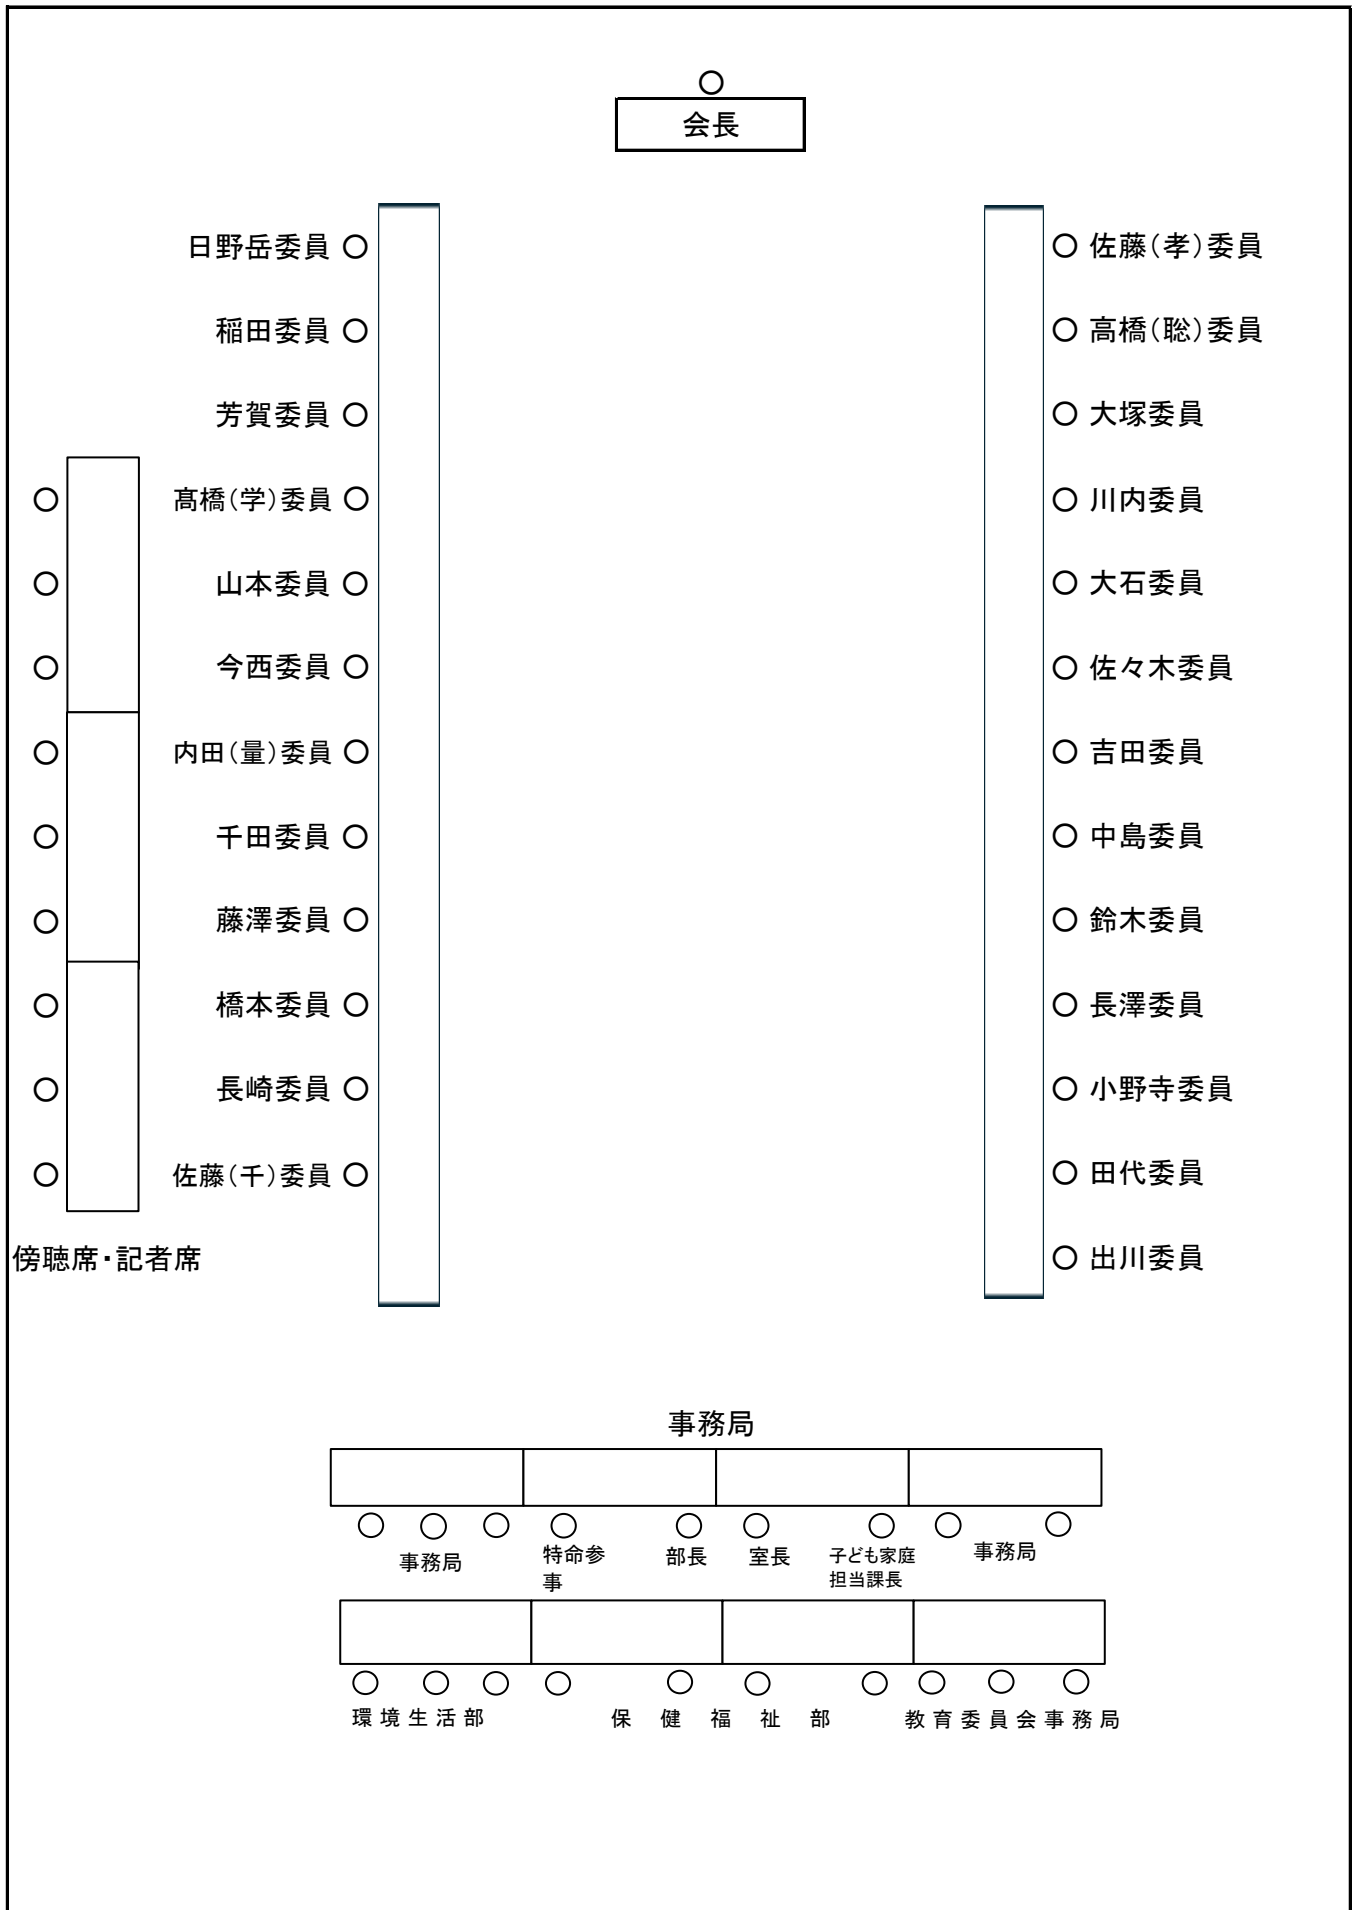 会長
日野岳委員
佐藤(孝)委員
稲田委員
高橋(聡)委員
芳賀委員
大塚委員
髙橋(学)委員
川内委員
山本委員
大石委員
今西委員
佐々木委員
内田(量)委員
吉田委員
千田委員
中島委員
藤澤委員
鈴木委員
橋本委員
長澤委員
長崎委員
小野寺委員
佐藤(千)委員
田代委員
傍聴席・記者席
出川委員
事務局
事務局
特命参
事
部長
室長
子ども家庭
担当課長
事務局
環境生活部
保健福祉部
教育委員会事務局